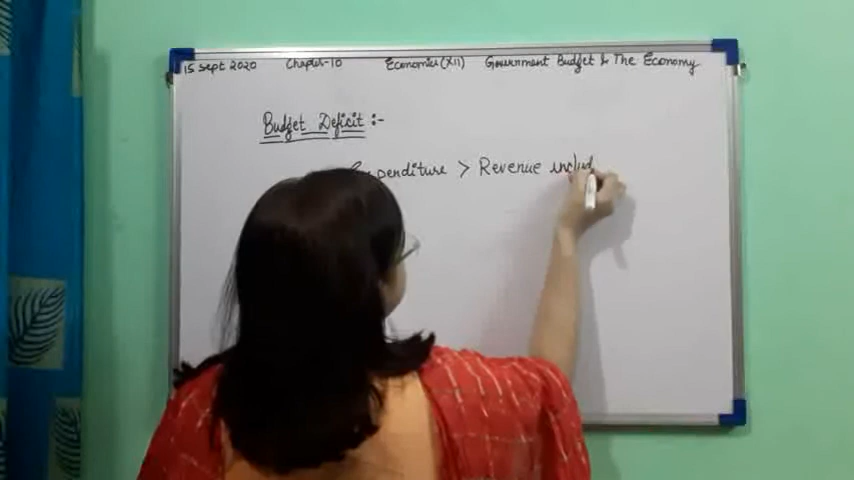 15 Sept 2020 Chapter-10 Economics (XII) Government Budget & The Economy
Budget Deficit :-
Expenditure > Revenue includ